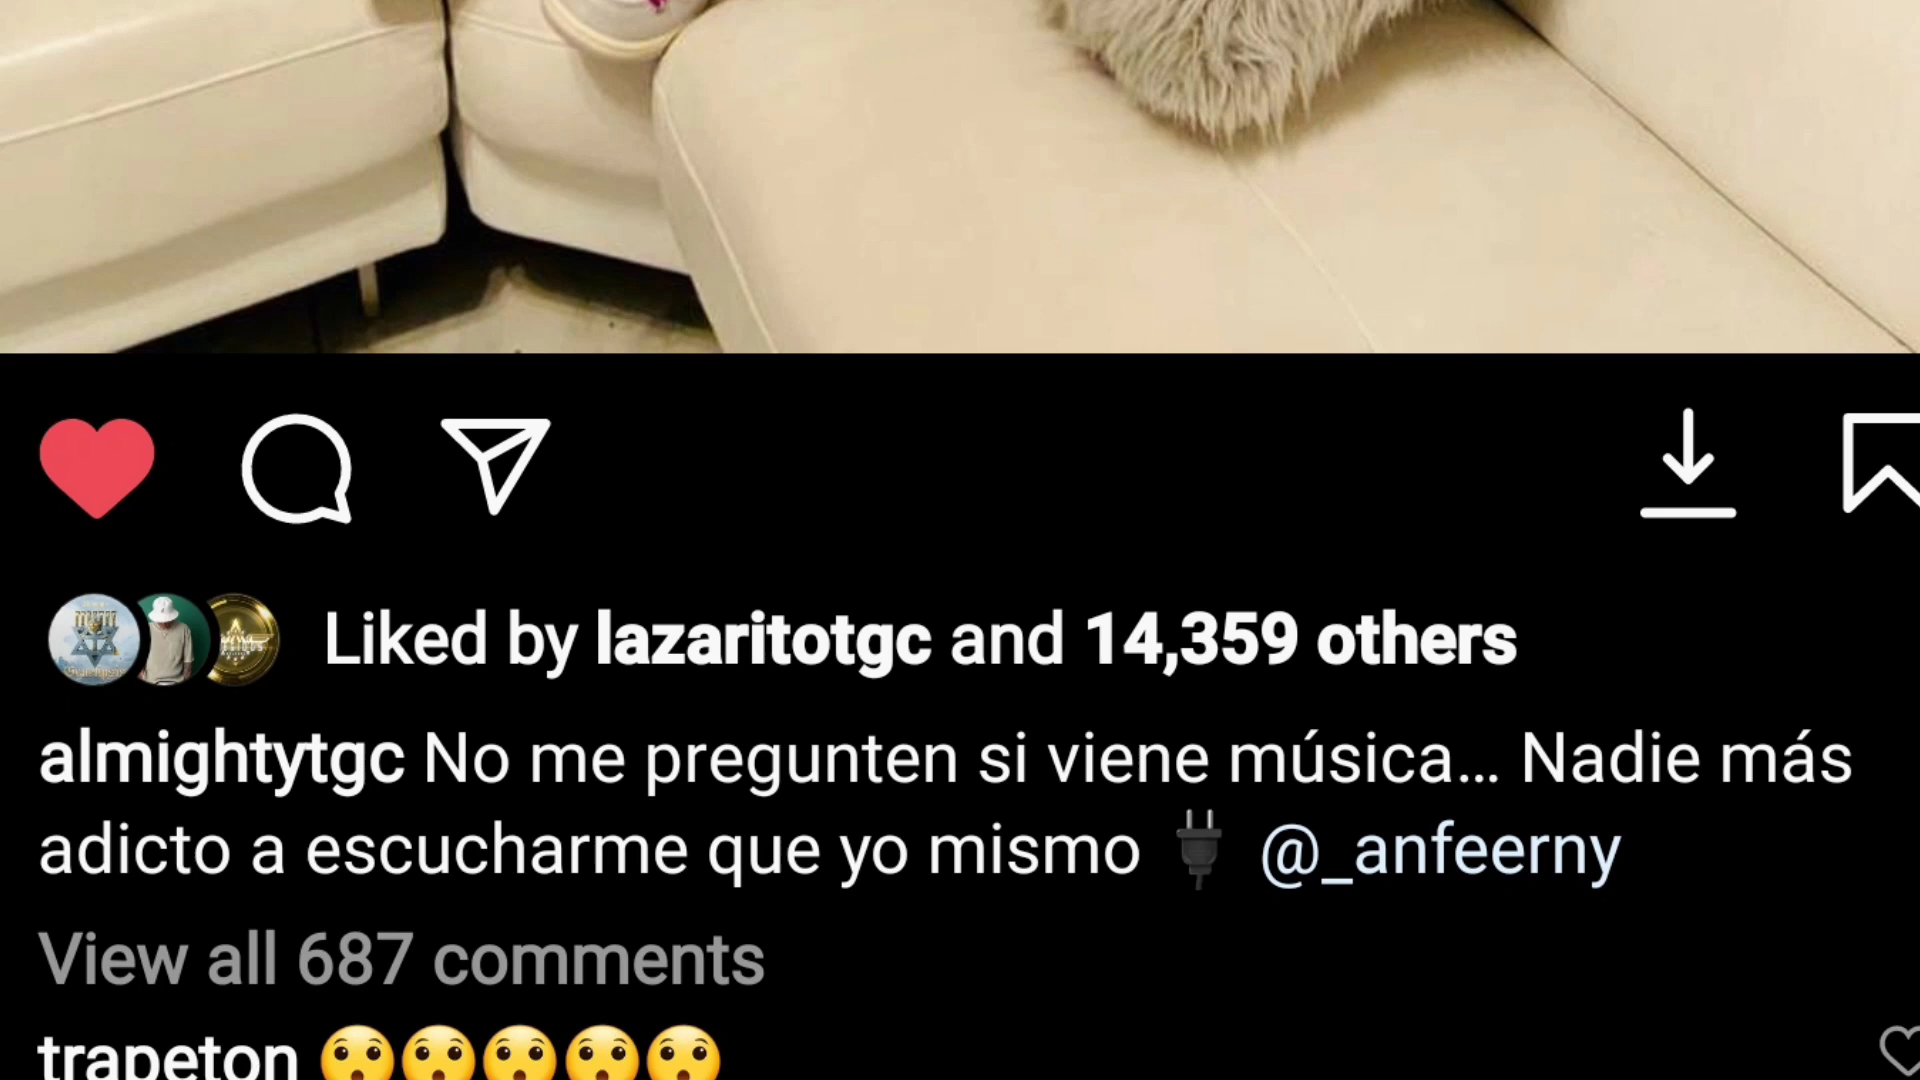 Liked by lazaritotgc and 14,359 others
almightytgc No me pregunten si viene música... Nadie más
adicto a escucharme que yo mismo 🔌 @_anfeerny
View all 687 comments
trapeton 😯😯😯😯😯